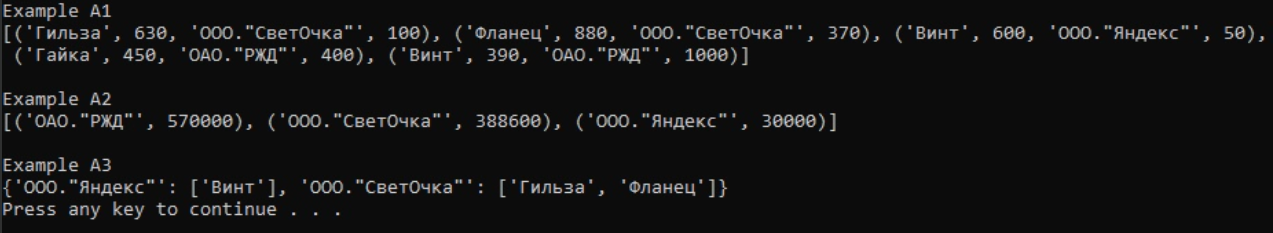 Example A1
[('Гильза', 630, 'ООО."СветОчка"', 100), ('Фланец', 880, 'ООО."СветОчка"', 370), ('Винт', 600, 'ООО."Яндекс"', 50),
('Гайка', 450, 'ОАО."РЖД"', 400), ('Винт', 390, 'ОАО."РЖД"', 1000)]
Example A2
[('ОАО."РЖД"', 570000), ('ООО."СветОчка"', 388600), ('ООО."Яндекс"', 30000)]
Example A3
{'ООО."Яндекс"': ['Винт'], 'ООО."СветОчка"': ['Гильза', 'Фланец']}
Press any key to continue . . .